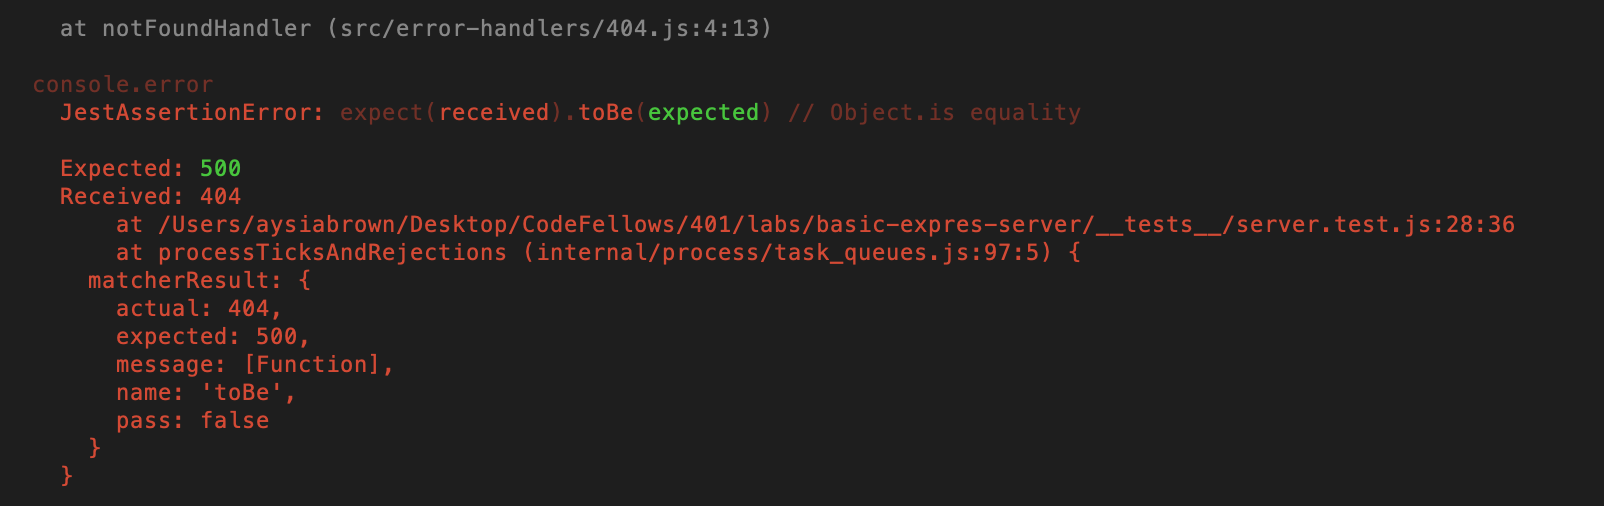 at notFoundHandler (src/error-handlers/404.js:4:13)
console.error
JestAssertionError: expect(received).toBe(expected) // Object.is equality
Expected: 500
Received: 404
at /Users/aysiabrown/Desktop/CodeFellows/401/labs/basic-expres-server/__tests__/server.test.js:28:36
at processTicksAndRejections (internal/process/task_queues.js:97:5) {
matcherResult: {
actual: 404,
expected: 500,
message: [Function],
name: 'toBe',
pass: false
}
}